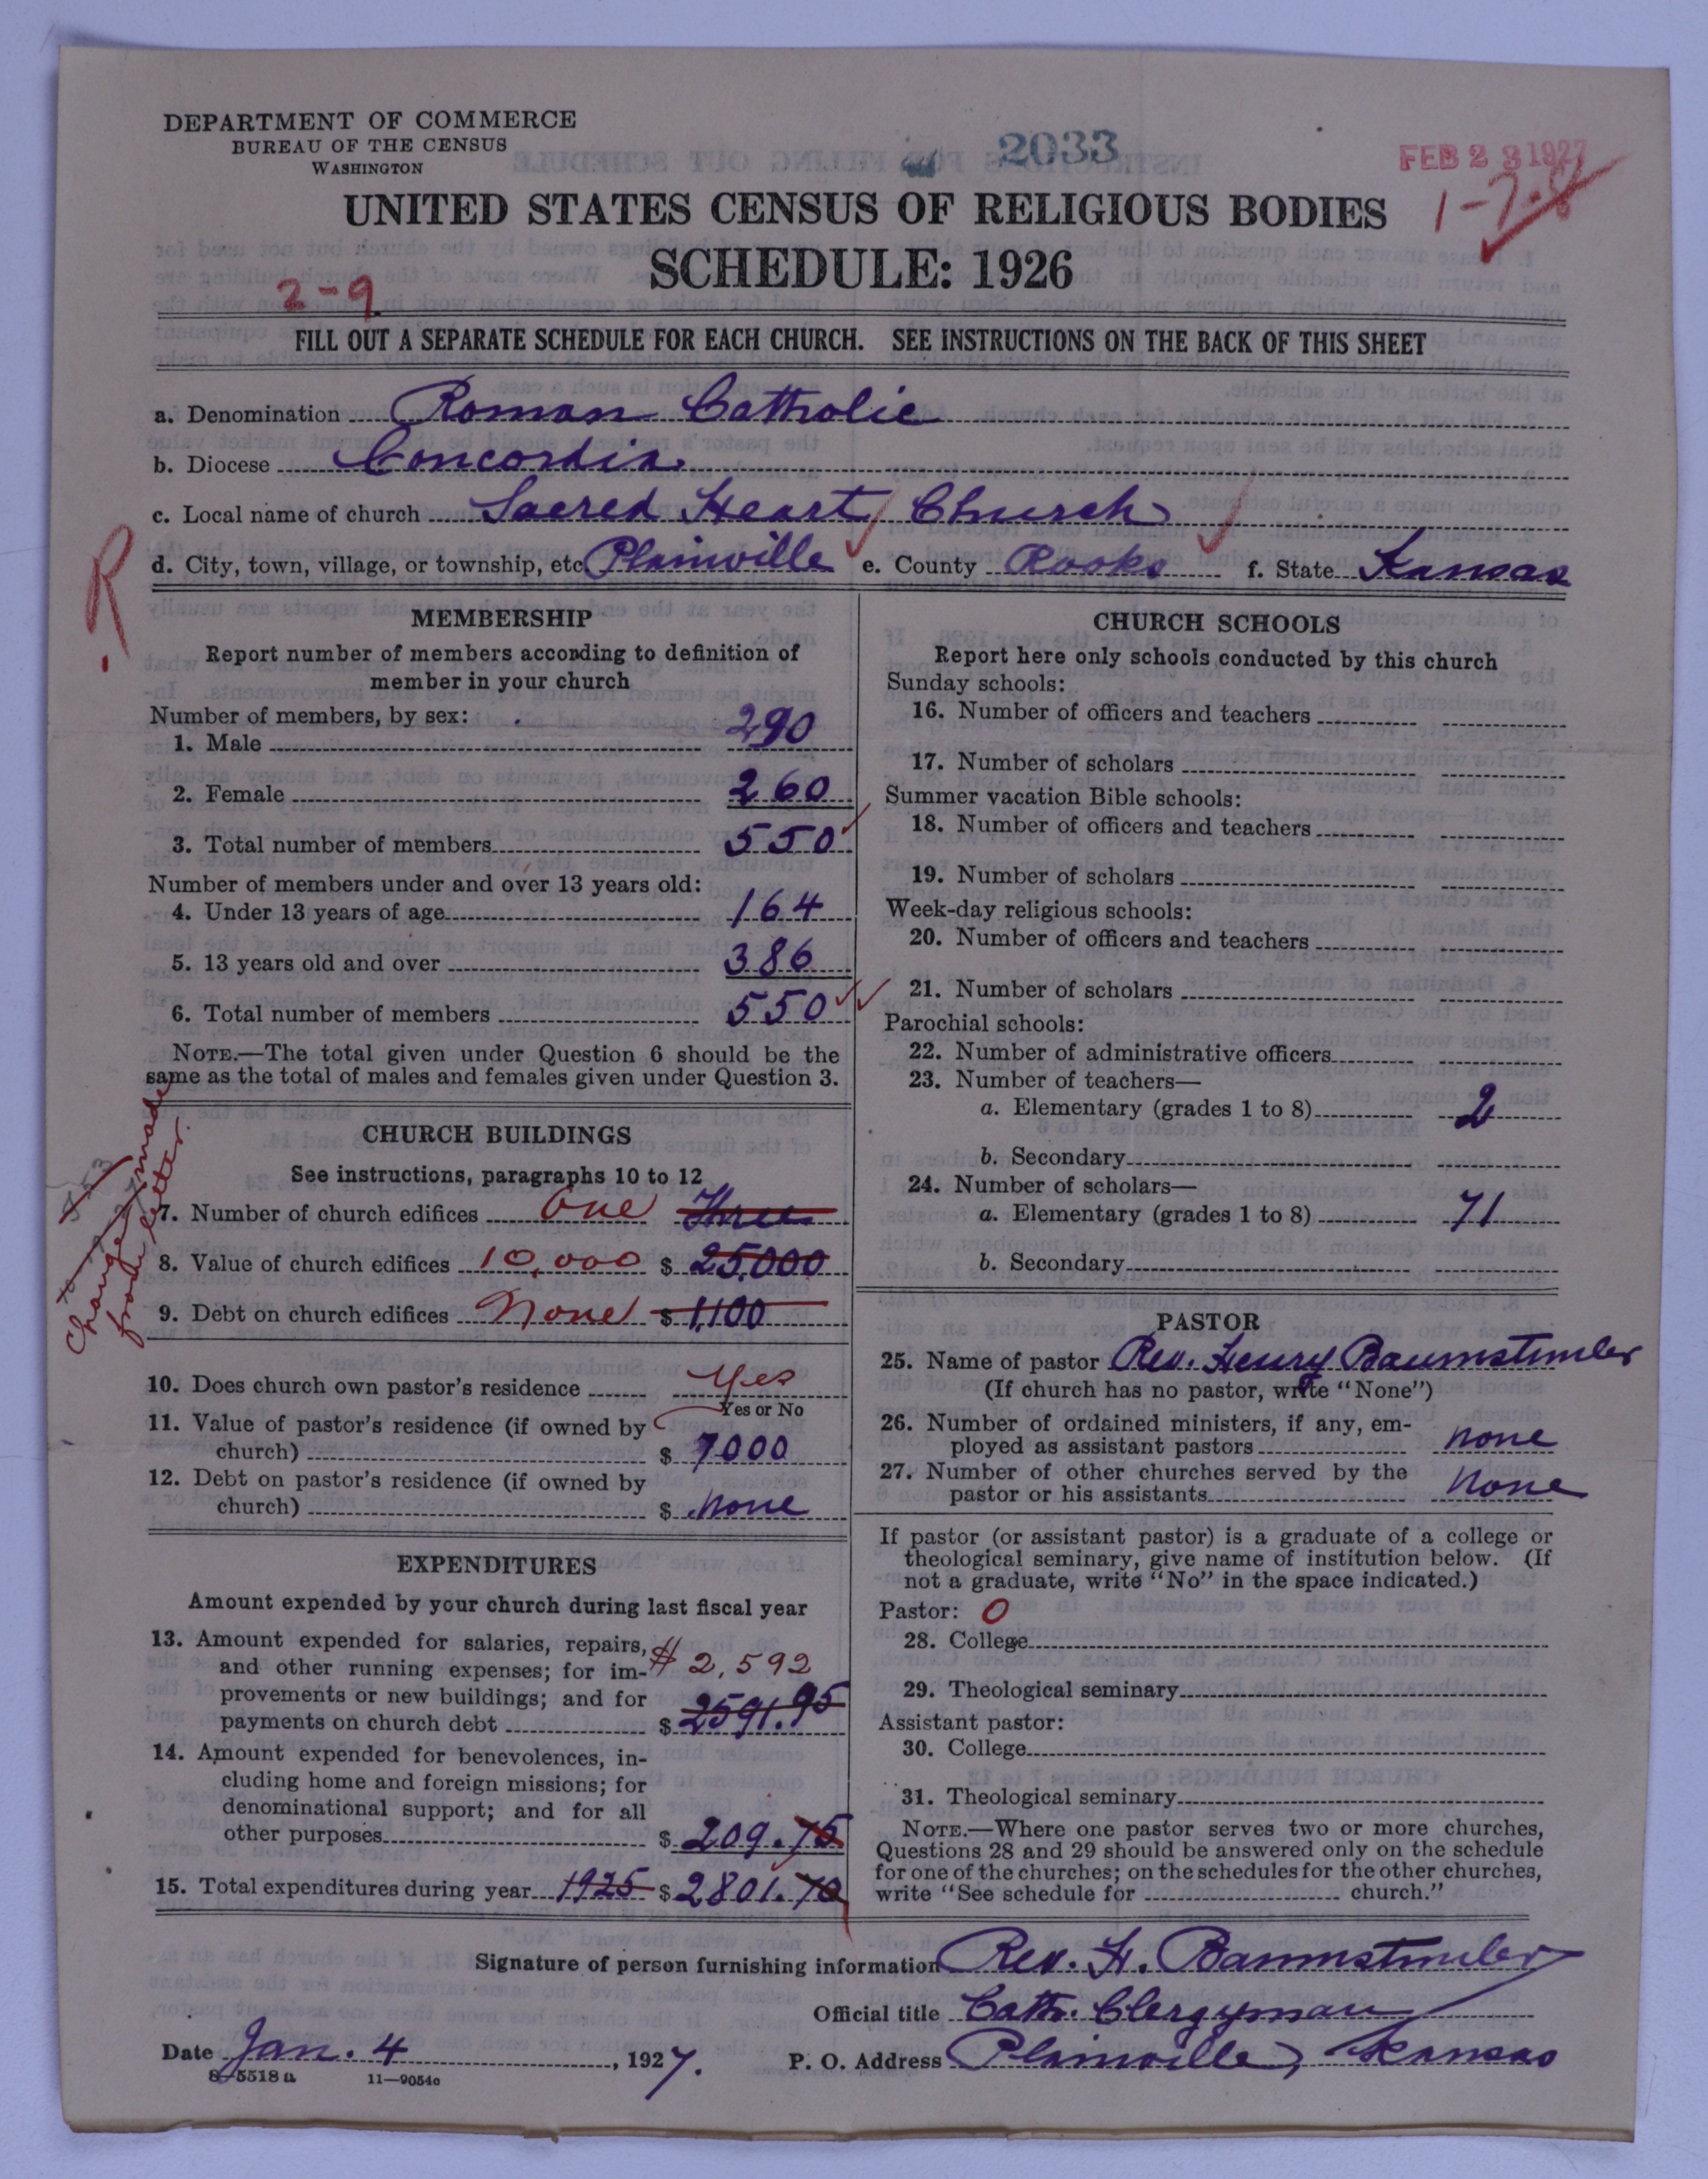 DEPARTMENT OF COMMERCE
BUREAU OF THE CENSUS
WASHINGTON
2033
FEB 23 1927
1-7-8
UNITED STATES CENSUS OF RELIGIOUS BODIES
SCHEDULE: 1926
2-9
FILL OUT A SEPARATE SCHEDULE FOR EACH CHURCH. SEE INSTRUCTIONS ON THE BACK OF THIS SHEET
a. Denomination Roman Catholic
b. Diocese Concordia
c. Local name of church Sacred Heart Church
d. City, town, village, or township, etc Plainville e. County Rooks f. State Kansas
R
MEMBERSHIP
Report number of members according to definition of
member in your church
Number of members, by sex:
1. Male 290
2. Female 260
3. Total number of members 550
Number of members under and over 13 years old:
4. Under 13 years of age 164
5. 13 years old and over 386
6. Total number of members 550
NOTE.—The total given under Question 6 should be the
same as the total of males and females given under Question 3.
CHURCH BUILDINGS
See instructions, paragraphs 10 to 12
7. Number of church edifices One Three
8. Value of church edifices 10,000 $ 25,000
9. Debt on church edifices None $ 1,100
Change made
from letter.
10. Does church own pastor's residence Yes
Yes or No
11. Value of pastor's residence (if owned by
church) $ 7000
12. Debt on pastor's residence (if owned by
church) $ None
EXPENDITURES
Amount expended by your church during last fiscal year
13. Amount expended for salaries, repairs,
and other running expenses; for im- $ 2,592
provements or new buildings; and for
payments on church debt $ 2591.95
14. Amount expended for benevolences, in-
cluding home and foreign missions; for
denominational support; and for all
other purposes $ 209.75
15. Total expenditures during year 1925 $ 2801.70
CHURCH SCHOOLS
Report here only schools conducted by this church
Sunday schools:
16. Number of officers and teachers
17. Number of scholars
Summer vacation Bible schools:
18. Number of officers and teachers
19. Number of scholars
Week-day religious schools:
20. Number of officers and teachers
21. Number of scholars
Parochial schools:
22. Number of administrative officers
23. Number of teachers—
a. Elementary (grades 1 to 8) 2
b. Secondary
24. Number of scholars—
a. Elementary (grades 1 to 8) 71
b. Secondary
PASTOR
25. Name of pastor Rev. Henry Baumstimler
(If church has no pastor, write "None")
26. Number of ordained ministers, if any, em-
ployed as assistant pastors None
27. Number of other churches served by the
pastor or his assistants None
If pastor (or assistant pastor) is a graduate of a college or
theological seminary, give name of institution below. (If
not a graduate, write "No" in the space indicated.)
Pastor: O
28. College
29. Theological seminary
Assistant pastor:
30. College
31. Theological seminary
NOTE.—Where one pastor serves two or more churches,
Questions 28 and 29 should be answered only on the schedule
for one of the churches; on the schedules for the other churches,
write "See schedule for church."
Signature of person furnishing information Rev. H. Baumstimler
Official title Cath. Clergyman
Date Jan. 4, 1927. P. O. Address Plainville, Kansas
8—5518 a 11—9054c